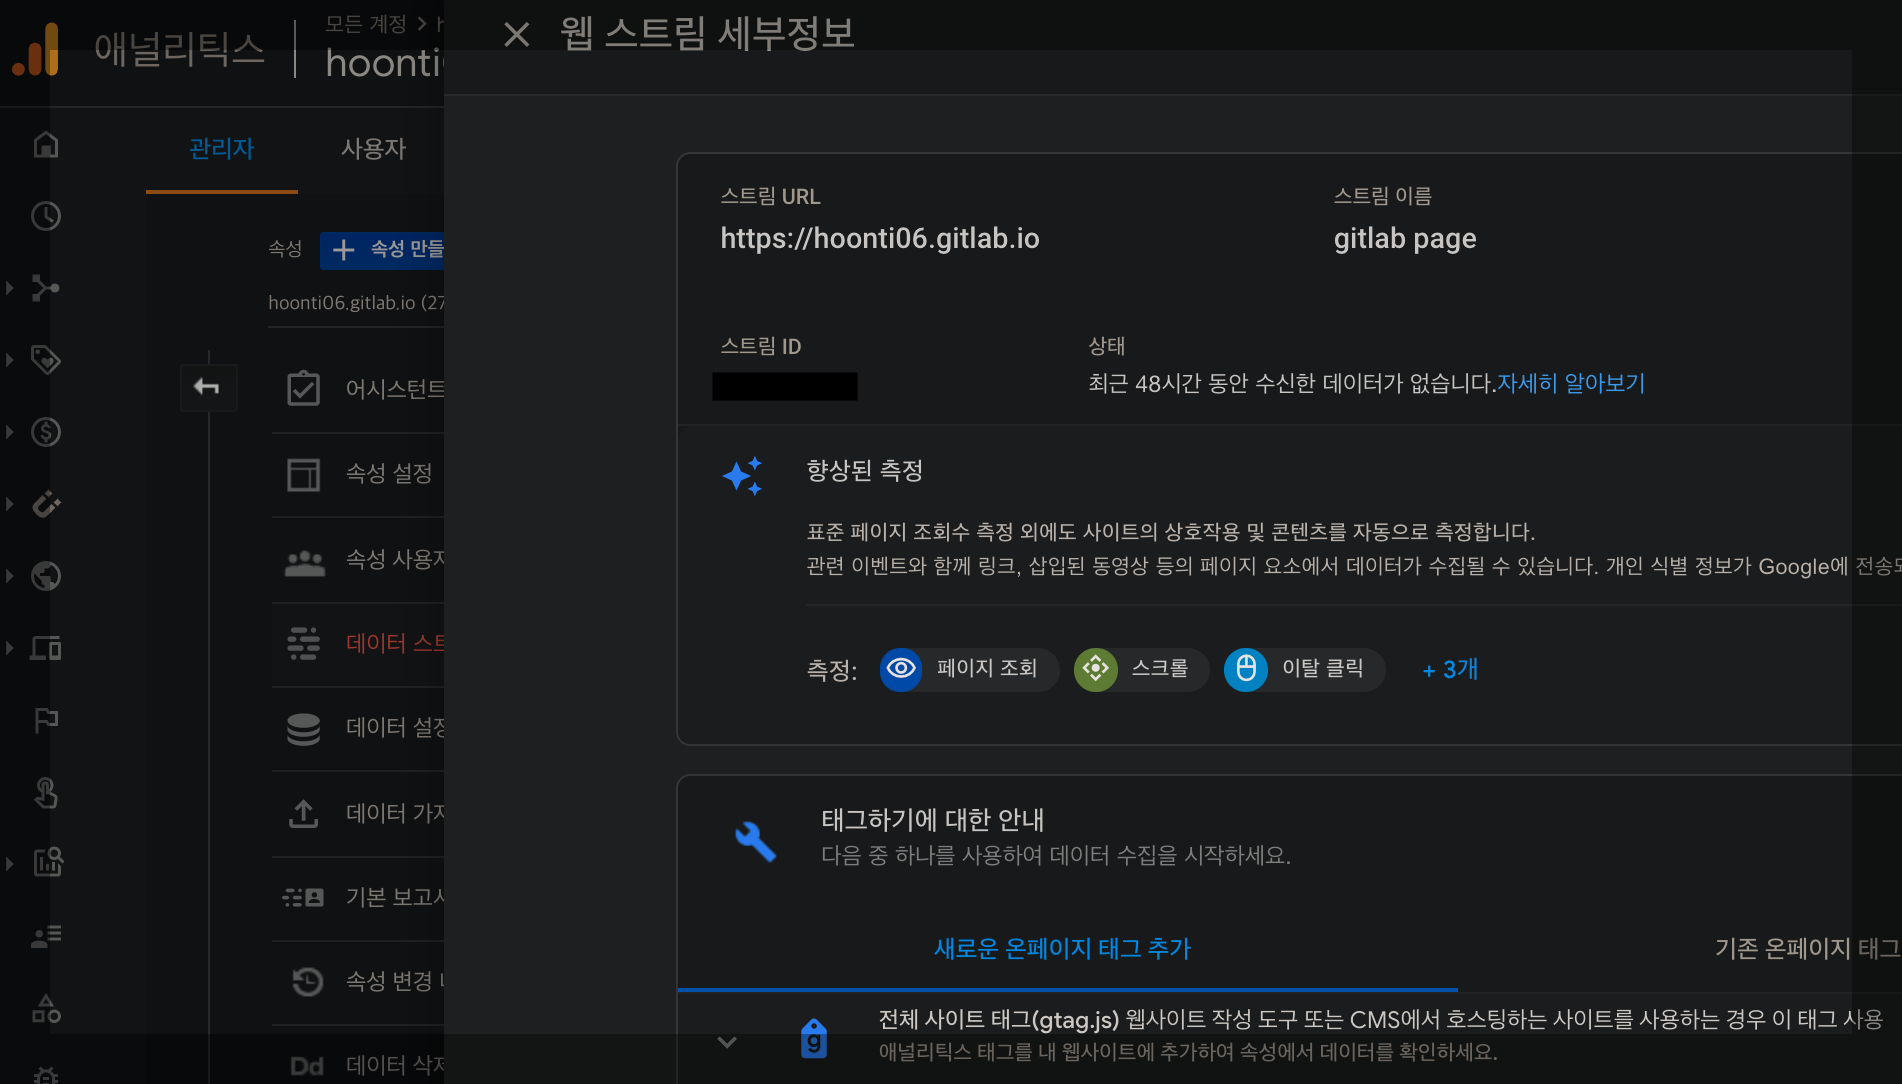 애널리틱스
모든 계정 >
hoonti
웹 스트림 세부정보
관리자
사용자
속성
속성 만들
hoonti06.gitlab.io (27
어시스턴트
속성 설정
속성 사용자
데이터 스트
데이터 설정
데이터 가져
기본 보고서
속성 변경
Dd 데이터 삭제
스트림 URL
https://hoonti06.gitlab.io
스트림 이름
gitlab page
스트림 ID
상태
최근 48시간 동안 수신한 데이터가 없습니다.자세히 알아보기
향상된 측정
표준 페이지 조회수 측정 외에도 사이트의 상호작용 및 콘텐츠를 자동으로 측정합니다.
관련 이벤트와 함께 링크, 삽입된 동영상 등의 페이지 요소에서 데이터가 수집될 수 있습니다. 개인 식별 정보가 Google에 전송되
측정:
페이지 조회
스크롤
이탈 클릭
+ 3개
태그하기에 대한 안내
다음 중 하나를 사용하여 데이터 수집을 시작하세요.
새로운 온페이지 태그 추가
기존 온페이지 태그
전체 사이트 태그(gtag.js) 웹사이트 작성 도구 또는 CMS에서 호스팅하는 사이트를 사용하는 경우 이 태그 사용
애널리틱스 태그를 내 웹사이트에 추가하여 속성에서 데이터를 확인하세요.